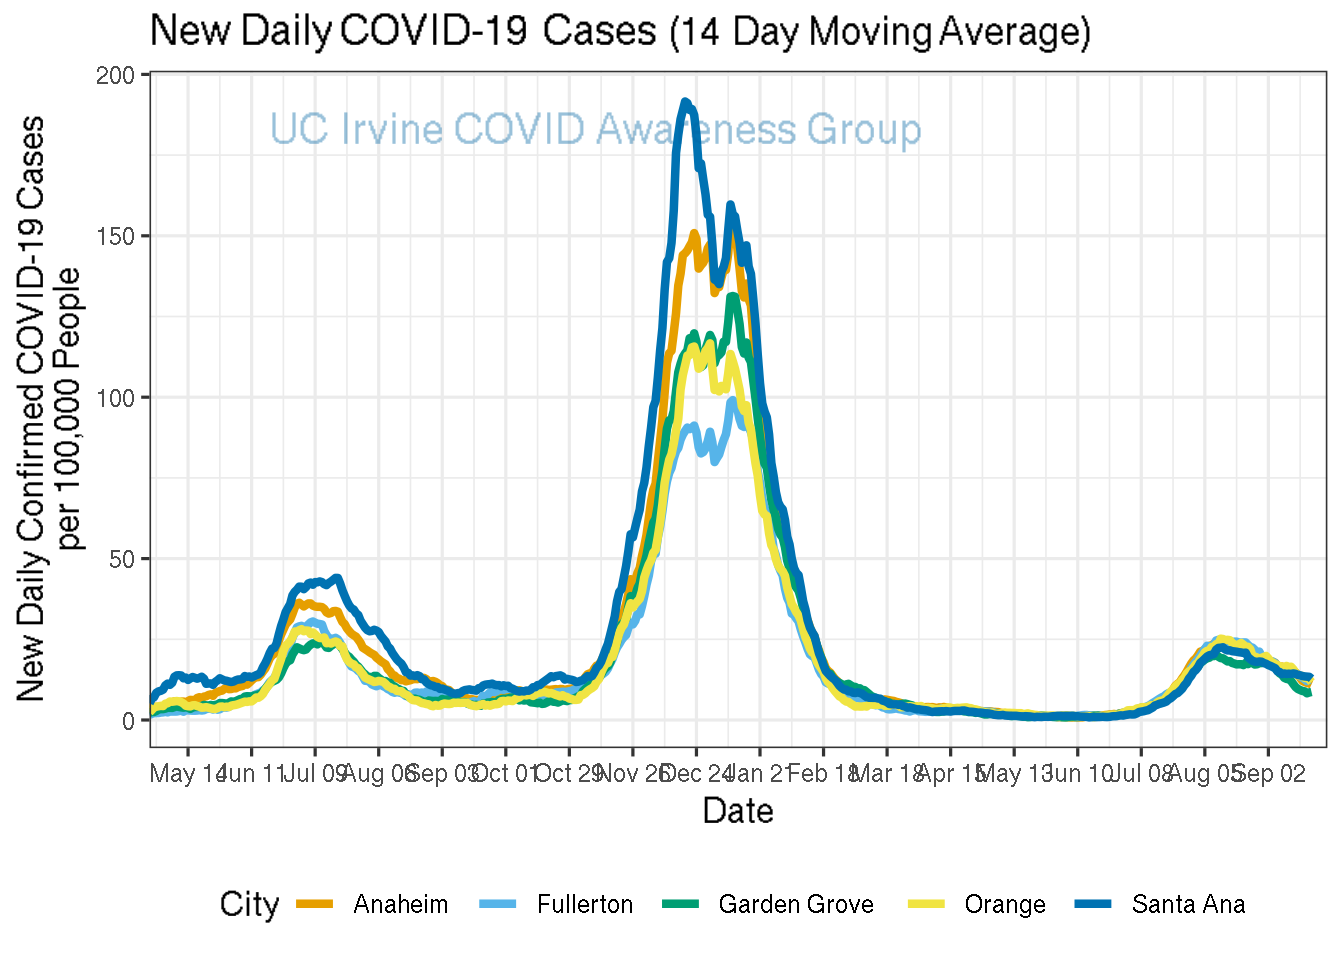 New Daily COVID-19 Cases (14 Day Moving Average)
UC Irvine COVID Awareness Group
New Daily Confirmed COVID-19 Cases
per 100,000 People
200
150
100
50
0
May 14 Jun 11 Jul 09 Aug 06 Sep 03 Oct 01 Oct 29 Nov 26 Dec 24 Jan 21 Feb 18 Mar 18 Apr 15 May 13 Jun 10 Jul 08 Aug 05 Sep 02
Date
City Anaheim Fullerton Garden Grove Orange Santa Ana